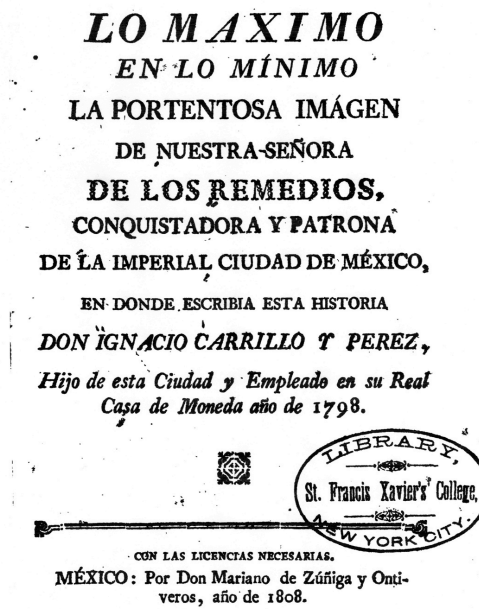 LO MAXIMO
EN LO MÍNIMO
LA PORTENTOSA IMÁGEN
DE NUESTRA-SEÑORA
DE LOS REMEDIOS,
CONQUISTADORA Y PATRONA
DE LA IMPERIAL CIUDAD DE MÉXICO,
EN DONDE ESCRIBIA ESTA HISTORIA
DON IGNACIO CARRILLO Y PEREZ,
Hijo de esta Ciudad y Empleado en su Real
Casa de Moneda año de 1798.
LIBRARY,
St. Francis Xavier's College,
NEW YORK CITY.
CON LAS LICENCIAS NECESARIAS.
MÉXICO: Por Don Mariano de Zúñiga y Onti-
veros, año de 1808.